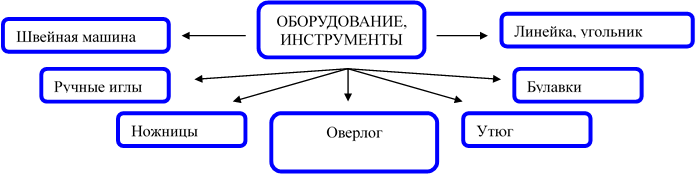 ОБОРУДОВАНИЕ,
ИНСТРУМЕНТЫ
Швейная машина
Линейка, угольник
Ручные иглы
Булавки
Ножницы
Оверлог
Утюг